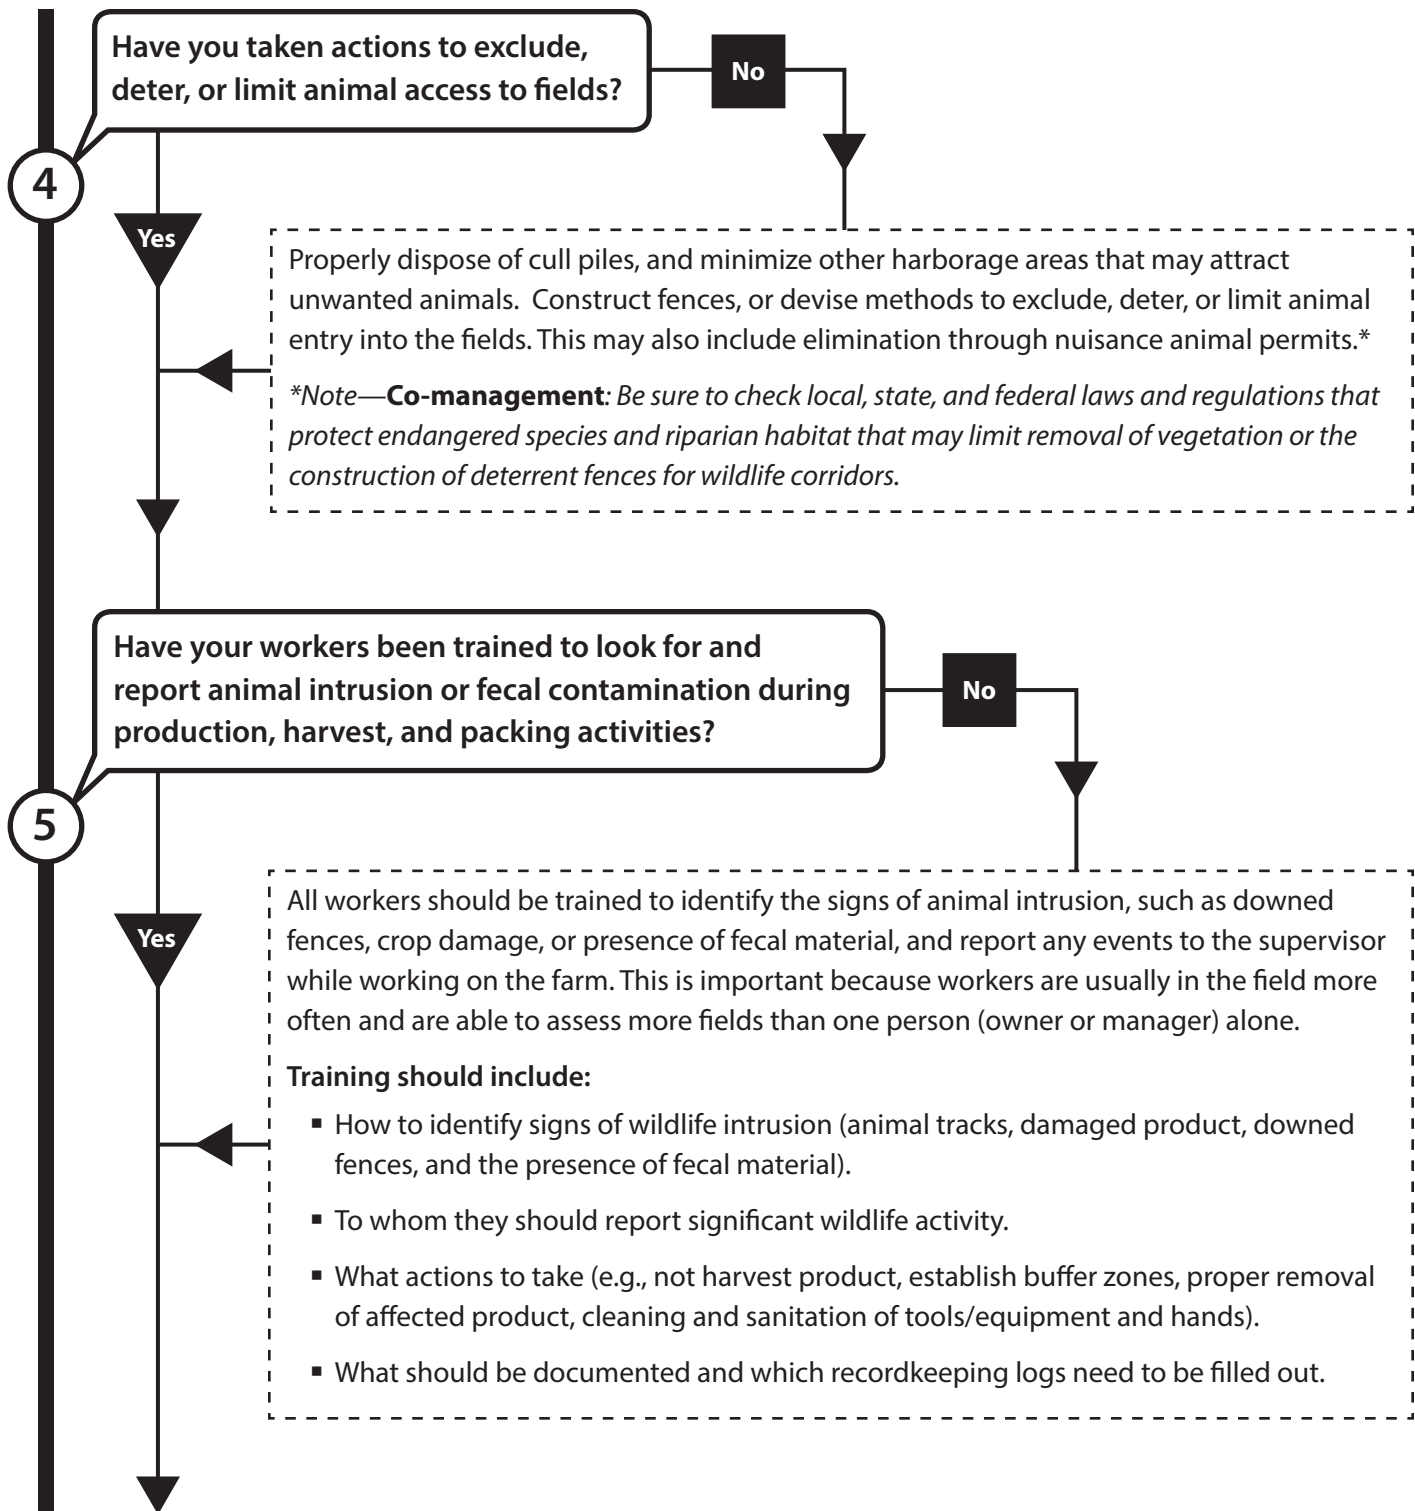 Have you taken actions to exclude,
deter, or limit animal access to fields?
No
4
Yes
Properly dispose of cull piles, and minimize other harborage areas that may attract
unwanted animals.  Construct fences, or devise methods to exclude, deter, or limit animal
entry into the fields. This may also include elimination through nuisance animal permits.*
*Note—Co-management: Be sure to check local, state, and federal laws and regulations that
protect endangered species and riparian habitat that may limit removal of vegetation or the
construction of deterrent fences for wildlife corridors.
Have your workers been trained to look for and
report animal intrusion or fecal contamination during
production, harvest, and packing activities?
No
5
Yes
All workers should be trained to identify the signs of animal intrusion, such as downed
fences, crop damage, or presence of fecal material, and report any events to the supervisor
while working on the farm. This is important because workers are usually in the field more
often and are able to assess more fields than one person (owner or manager) alone.
Training should include:
▪ How to identify signs of wildlife intrusion (animal tracks, damaged product, downed
fences, and the presence of fecal material).
▪ To whom they should report significant wildlife activity.
▪ What actions to take (e.g., not harvest product, establish buffer zones, proper removal
of affected product, cleaning and sanitation of tools/equipment and hands).
▪ What should be documented and which recordkeeping logs need to be filled out.